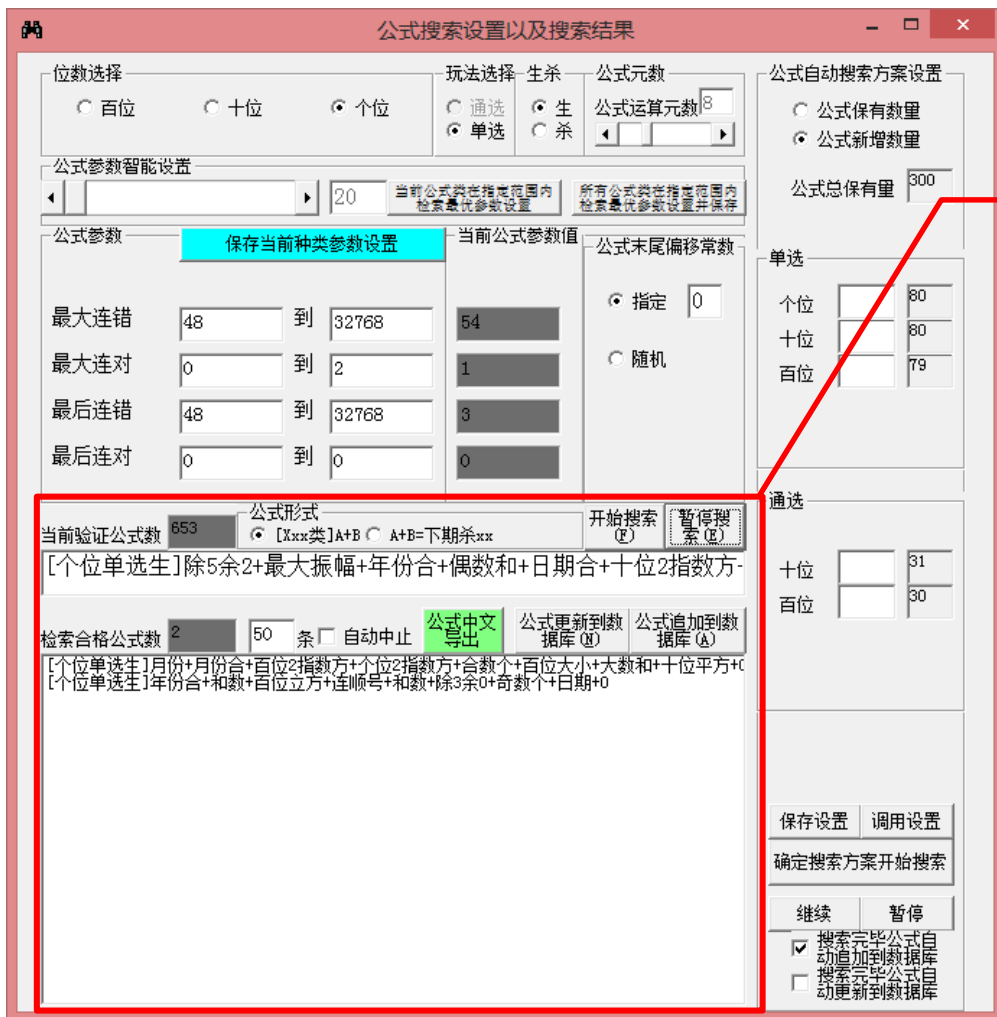 公式搜索设置以及搜索结果
位数选择
百位 十位 个位
玩法选择
通选
单选
生杀
生
杀
公式元数
公式运算元数 8
公式自动搜索方案设置
公式保有数量
公式新增数量
公式总保有量 300
公式参数智能设置
20
当前公式类在指定范围内
检索最优参数设置
所有公式类在指定范围内
检索最优参数设置并保存
公式参数
保存当前种类参数设置
当前公式参数值
最大连错 48 到 32768 54
最大连对 0 到 2 1
最后连错 48 到 32768 3
最后连对 0 到 0 0
公式末尾偏移常数
指定 0
随机
单选
个位 80
十位 80
百位 79
当前验证公式数 653
公式形式
[Xxx类]A+B A+B=下期杀xx
开始搜索
(F)
暂停搜
索(E)
[个位单选生]除5余2+最大振幅+年份合+偶数和+日期合+十位2指数方-
检索合格公式数 2
50 条 自动中止
公式中文
导出
公式更新到数
据库(N)
公式追加到数
据库(A)
[个位单选生]月份+月份合+百位2指数方+个位2指数方+合数个+百位大小+大数和+十位平方+0
[个位单选生]年份合+和数+百位立方+连顺号+和数+除3余0+奇数个+日期+0
通选
十位 31
百位 30
保存设置 调用设置
确定搜索方案开始搜索
继续 暂停
搜索完毕公式自
动追加到数据库
搜索完毕公式自
动更新到数据库